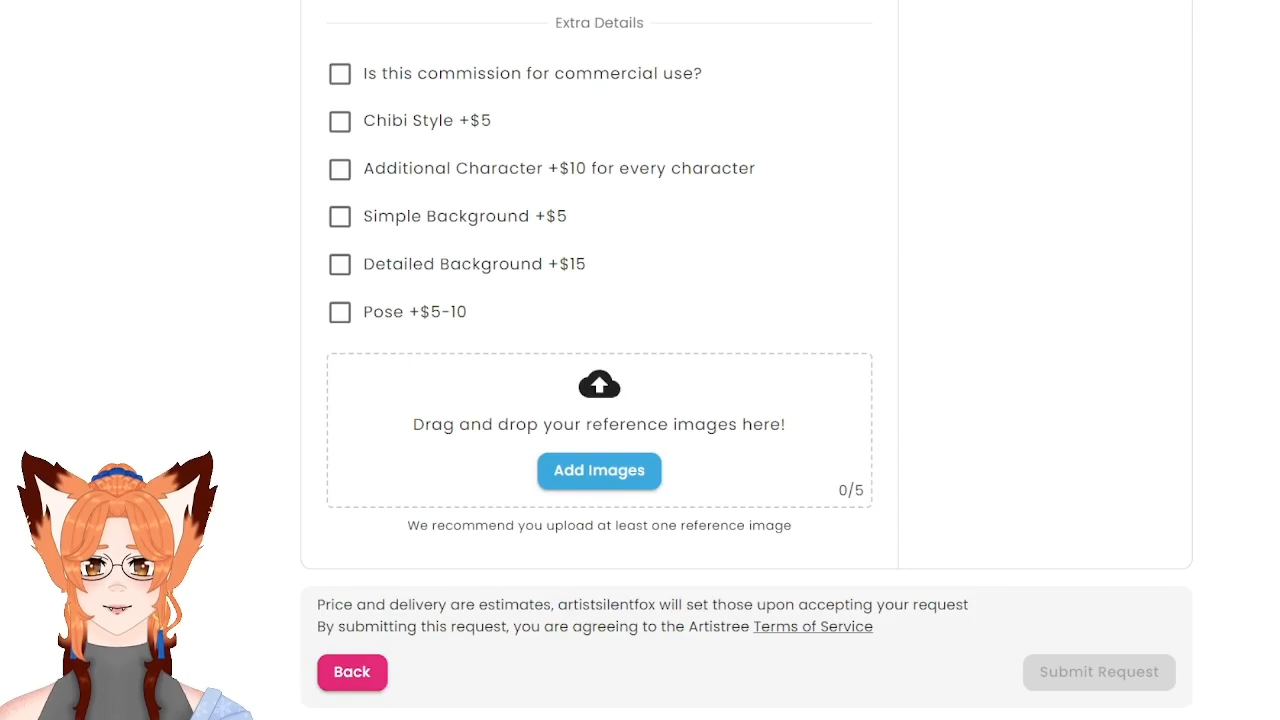 Extra Details
Is this commission for commercial use?
Chibi Style +$5
Additional Character +$10 for every character
Simple Background +$5
Detailed Background +$15
Pose +$5-10
Drag and drop your reference images here!
Add Images
0/5
We recommend you upload at least one reference image
Price and delivery are estimates, artistsilentfox will set those upon accepting your request
By submitting this request, you are agreeing to the Artistree Terms of Service
Back
Submit Request